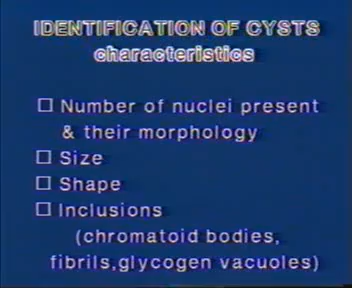 IDENTIFICATION OF CYSTS
characteristics
□ Number of nuclei present
& their morphology
□ Size
□ Shape
□ Inclusions
(chromatoid bodies,
fibrils,glycogen vacuoles)